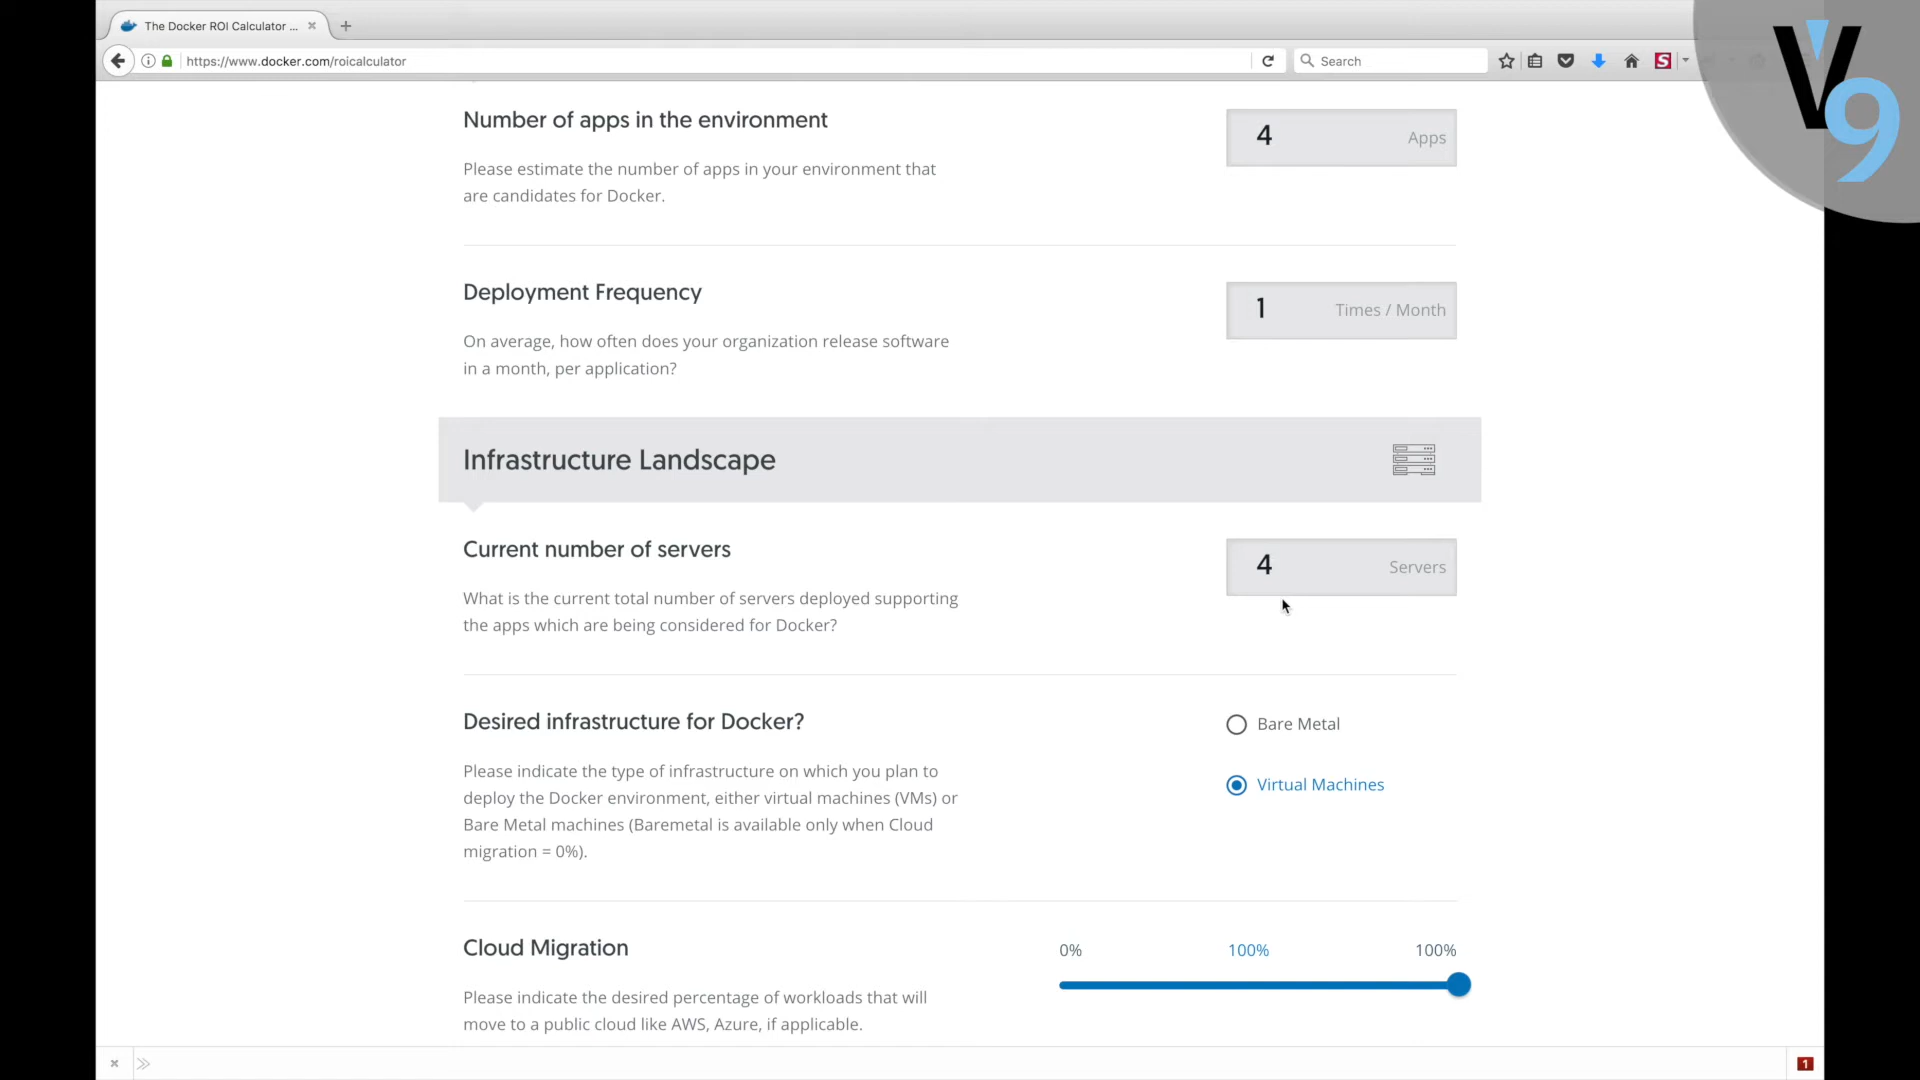 The Docker ROI Calculator ...
https://www.docker.com/roicalculator
Search
S
V9
Number of apps in the environment
4 Apps
Please estimate the number of apps in your environment that
are candidates for Docker.
Deployment Frequency
1 Times / Month
On average, how often does your organization release software
in a month, per application?
Infrastructure Landscape
Current number of servers
4 Servers
What is the current total number of servers deployed supporting
the apps which are being considered for Docker?
Desired infrastructure for Docker?
Bare Metal
Please indicate the type of infrastructure on which you plan to
deploy the Docker environment, either virtual machines (VMs) or
Bare Metal machines (Baremetal is available only when Cloud
migration = 0%).
Virtual Machines
Cloud Migration
0% 100% 100%
Please indicate the desired percentage of workloads that will
move to a public cloud like AWS, Azure, if applicable.
1